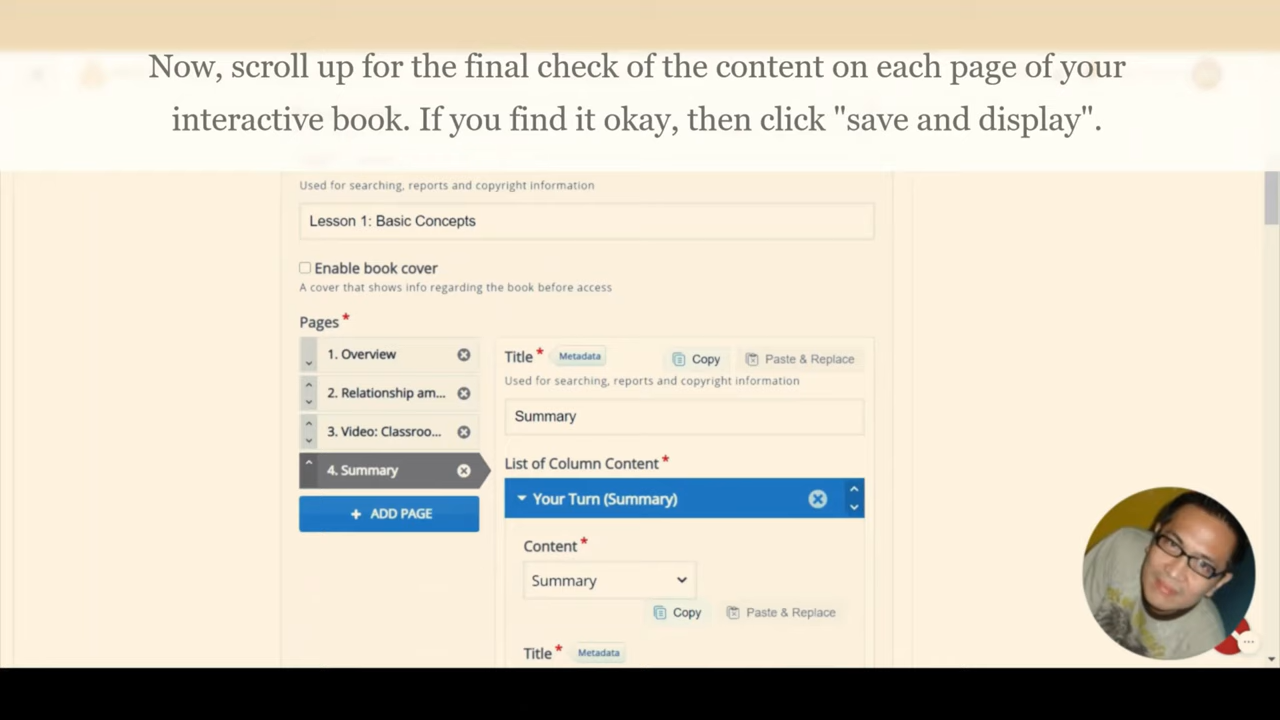 Now, scroll up for the final check of the content on each page of your
interactive book. If you find it okay, then click "save and display".
Used for searching, reports and copyright information
Lesson 1: Basic Concepts
Enable book cover
A cover that shows info regarding the book before access
Pages *
1. Overview
2. Relationship am...
3. Video: Classroo...
4. Summary
+ ADD PAGE
Title * Metadata Copy Paste & Replace
Used for searching, reports and copyright information
Summary
List of Column Content *
Your Turn (Summary)
Content *
Summary
Copy Paste & Replace
Title * Metadata